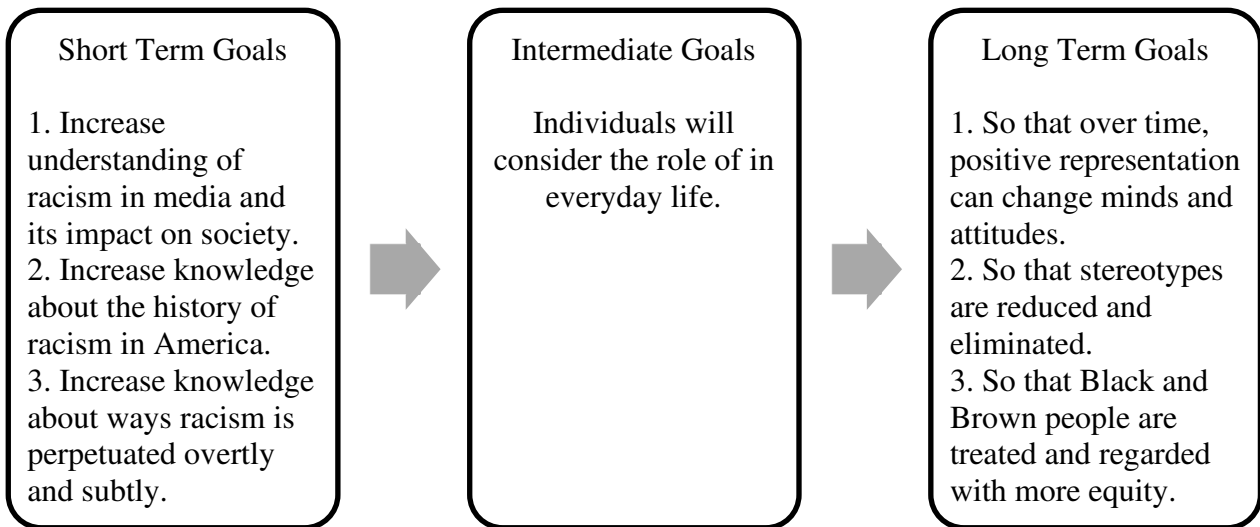 Short Term Goals
1. Increase
understanding of
racism in media and
its impact on society.
2. Increase knowledge
about the history of
racism in America.
3. Increase knowledge
about ways racism is
perpetuated overtly
and subtly.
Intermediate Goals
Individuals will
consider the role of in
everyday life.
Long Term Goals
1. So that over time,
positive representation
can change minds and
attitudes.
2. So that stereotypes
are reduced and
eliminated.
3. So that Black and
Brown people are
treated and regarded
with more equity.